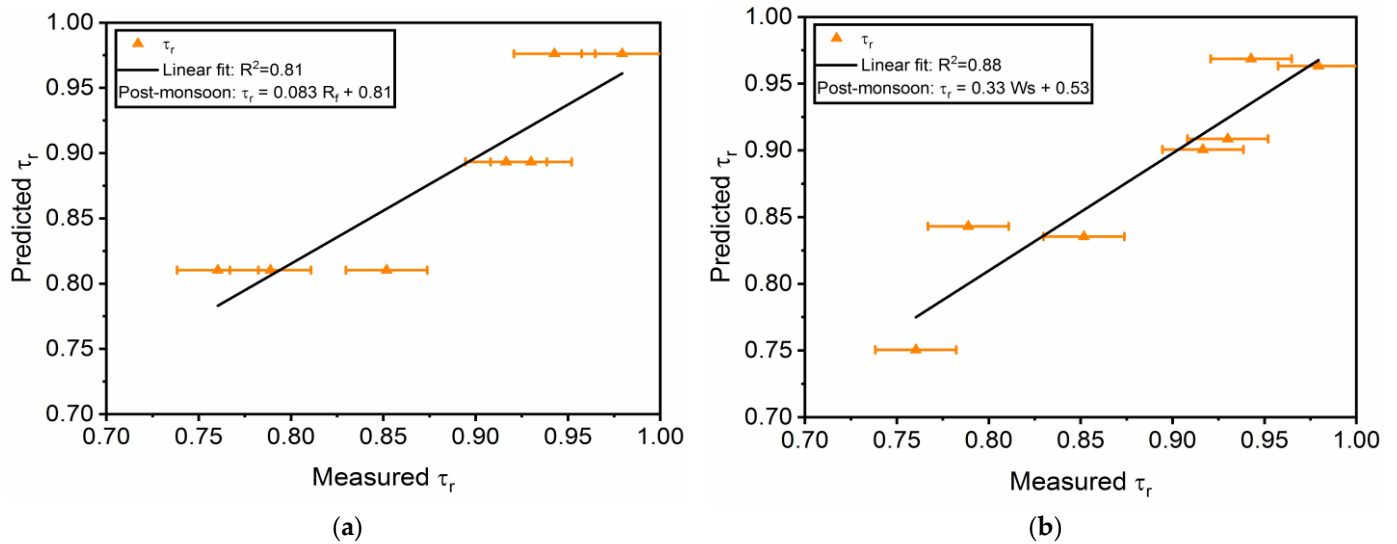 1.00
0.95
0.90
0.85
0.80
0.75
0.70
Predicted τr
τr
Linear fit: R²=0.81
Post-monsoon: τr = 0.083 Rf + 0.81
0.70 0.75 0.80 0.85 0.90 0.95 1.00
Measured τr
(a)
1.00
0.95
0.90
0.85
0.80
0.75
0.70
Predicted τr
τr
Linear fit: R²=0.88
Post-monsoon: τr = 0.33 Ws + 0.53
0.70 0.75 0.80 0.85 0.90 0.95 1.00
Measured τr
(b)